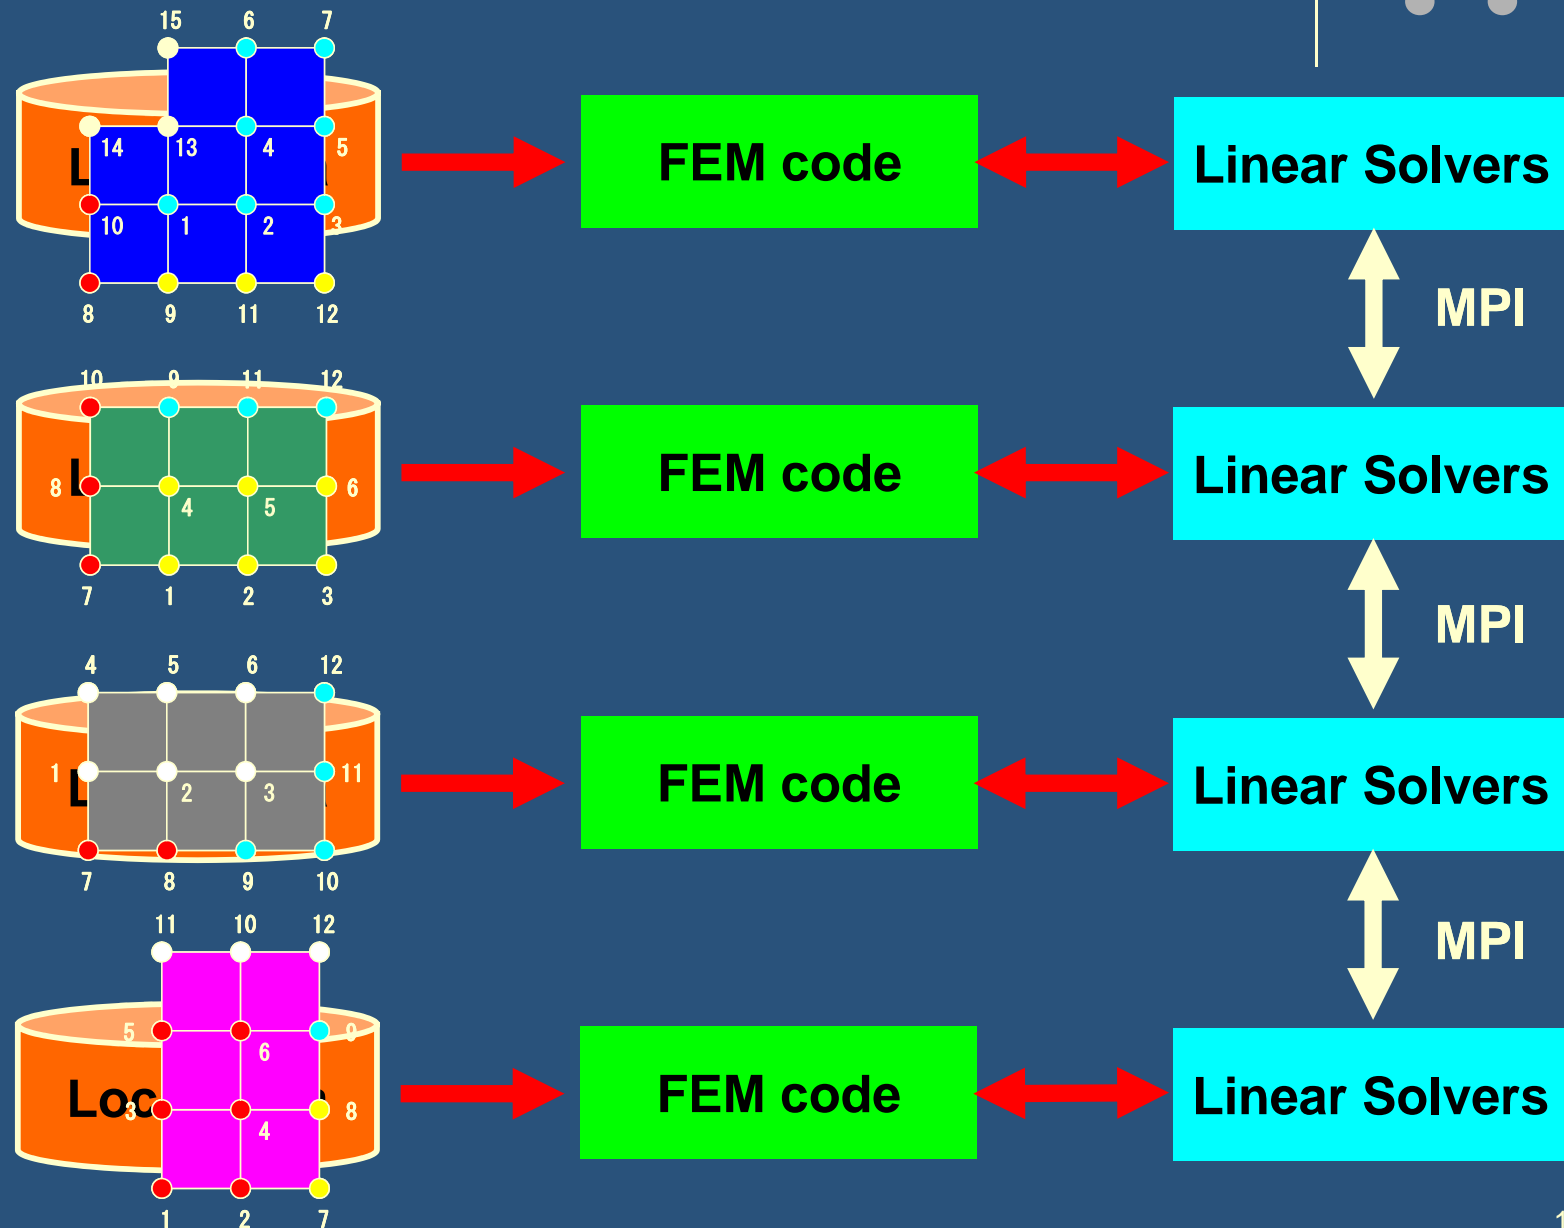 15 6 7
14 13 4 5
10 1 2 3
8 9 11 12
FEM code
Linear Solvers
MPI
10 9 11 12
8 4 5 6
7 1 2 3
FEM code
Linear Solvers
MPI
4 5 6 12
1 2 3 11
7 8 9 10
FEM code
Linear Solvers
MPI
11 10 12
5 6 9
3 4 8
1 2 7
FEM code
Linear Solvers